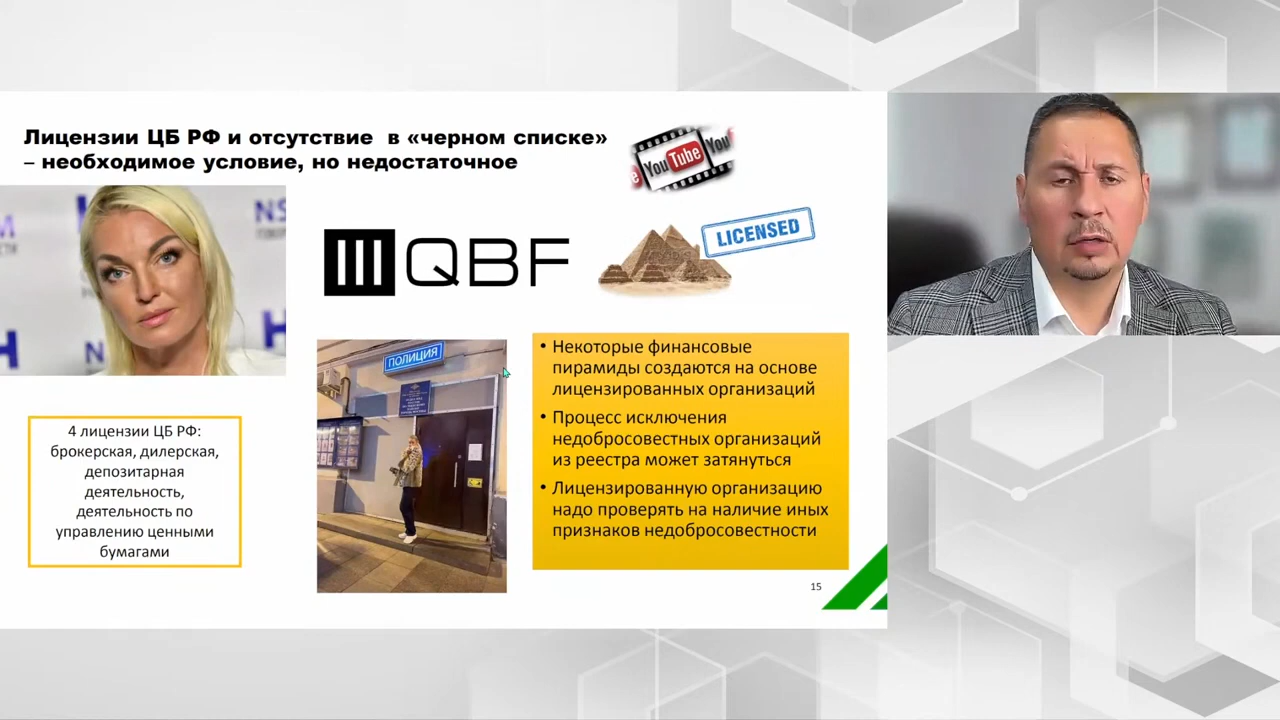 Лицензии ЦБ РФ и отсутствие в «черном списке»
– необходимое условие, но недостаточное
YouTube
You
LICENSED
QBF
NS
ПОЛИЦИЯ
4 лицензии ЦБ РФ:
брокерская, дилерская,
депозитарная
деятельность,
деятельность по
управлению ценными
бумагами
• Некоторые финансовые
пирамиды создаются на основе
лицензированных организаций
• Процесс исключения
недобросовестных организаций
из реестра может затянуться
• Лицензированную организацию
надо проверять на наличие иных
признаков недобросовестности
15